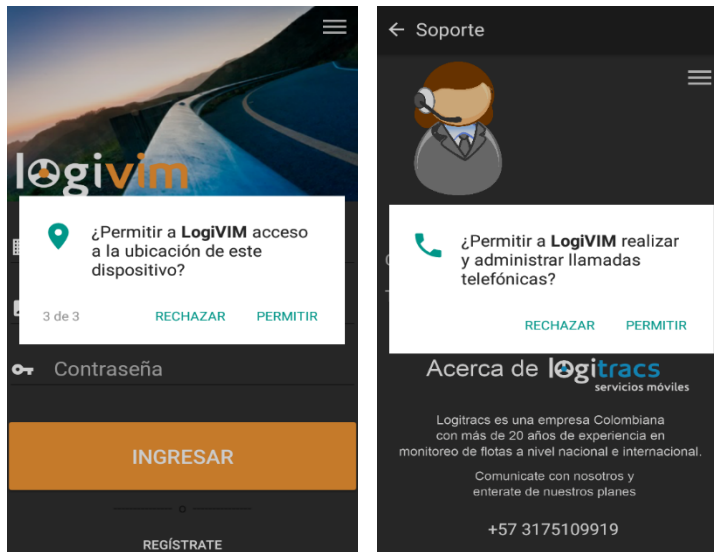 logivim
¿Permitir a LogiVIM acceso
a la ubicación de este
dispositivo?
3 de 3
RECHAZAR
PERMITIR
Contraseña
INGRESAR
REGÍSTRATE
Soporte
¿Permitir a LogiVIM realizar
y administrar llamadas
telefónicas?
RECHAZAR
PERMITIR
Acerca de logitracs
servicios móviles
Logitracs es una empresa Colombiana
con más de 20 años de experiencia en
monitoreo de flotas a nivel nacional e internacional.
Comunicate con nosotros y
enterate de nuestros planes
+57 3175109919